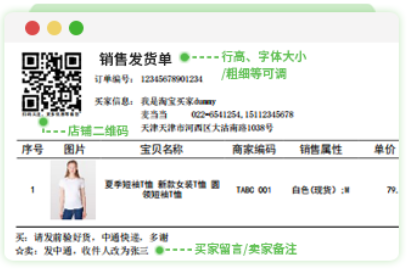 销售发货单
行高、字体大小
/粗细等可调
订单编号: 12345678901234
买家信息: 我是淘宝买家dummy
麦当当 022-6541254,15112345678
天津天津市河西区大沽南路1038号
店铺二维码
序号 图片 宝贝名称 商家编码 销售属性 单价
1 夏季短袖T恤 新款女装T恤 圆领短袖T恤 TABC 001 白色(现货);M 79.
买: 请发前验好货, 中通快递, 多谢
☆卖: 发中通, 收件人改为张三
买家留言/卖家备注